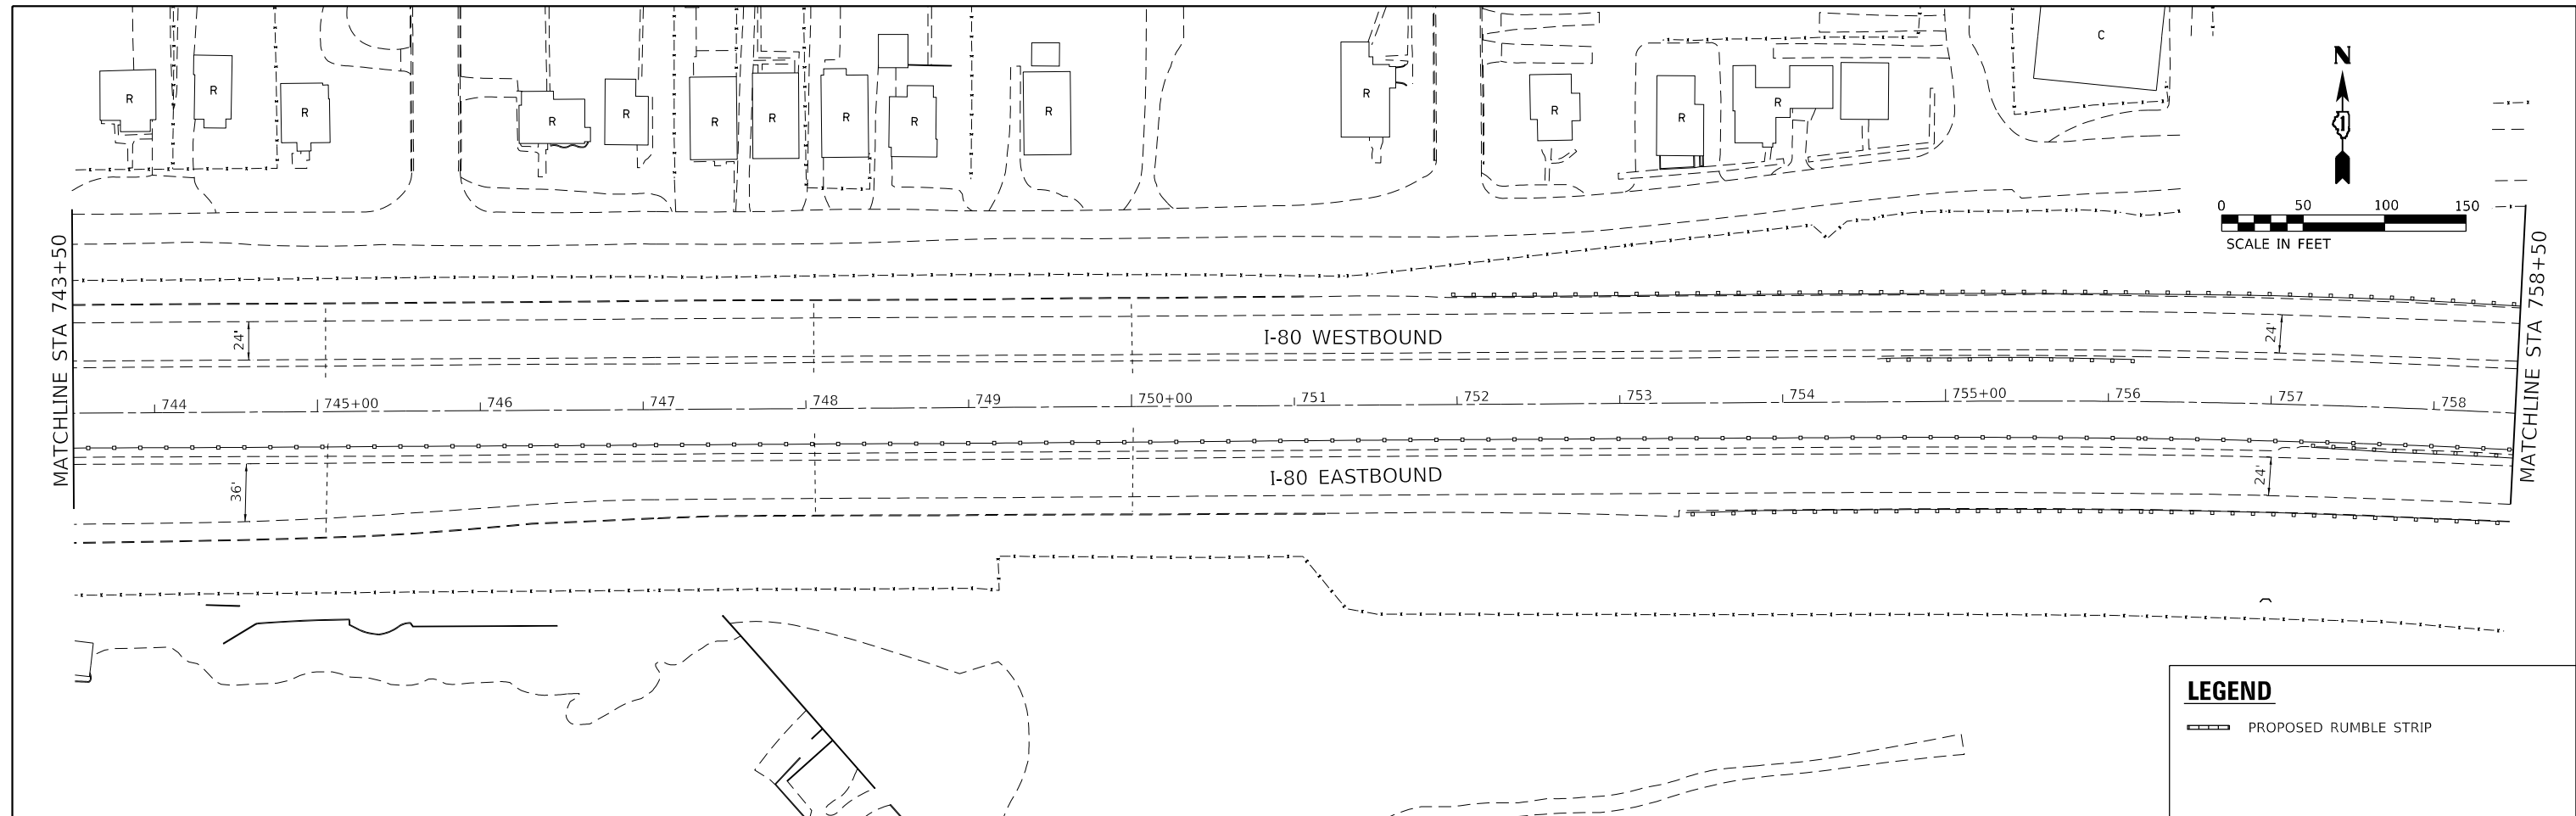 R
R
R
R
R
R
R
R
R
R
R
R
R
R
C
N
1
0 50 100 150
SCALE IN FEET
MATCHLINE STA 743+50
MATCHLINE STA 758+50
24'
I-80 WESTBOUND
24'
744 745+00 746 747 748 749 750+00 751 752 753 754 755+00 756 757 758
36'
I-80 EASTBOUND
24'
LEGEND
PROPOSED RUMBLE STRIP